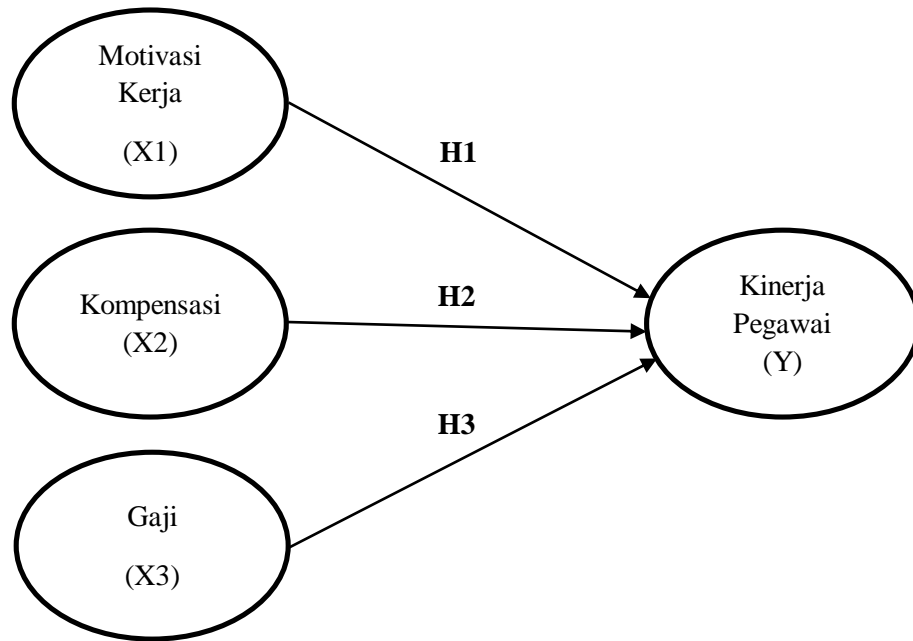 Motivasi
Kerja
(X1)
H1
Kompensasi
(X2)
H2
Kinerja
Pegawai
(Y)
H3
Gaji
(X3)